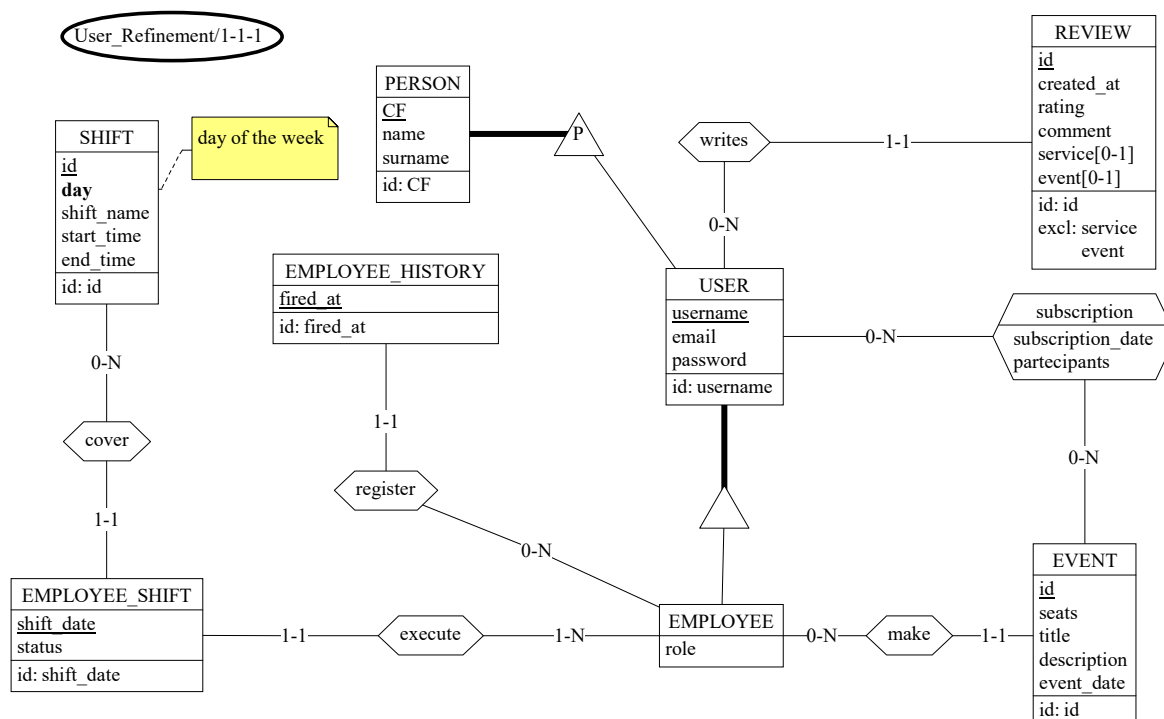 User_Refinement/1-1-1
REVIEW
id
created_at
rating
comment
service[0-1]
event[0-1]
id: id
excl: service
event
PERSON
CF
name
surname
id: CF
P
writes
1-1
0-N
SHIFT
id
day
shift_name
start_time
end_time
id: id
day of the week
EMPLOYEE_HISTORY
fired_at
id: fired_at
USER
username
email
password
id: username
0-N
subscription
subscription_date
partecipants
0-N
cover
1-1
1-1
register
0-N
0-N
EMPLOYEE_SHIFT
shift_date
status
id: shift_date
1-1
execute
1-N
EMPLOYEE
role
0-N
make
1-1
EVENT
id
seats
title
description
event_date
id: id